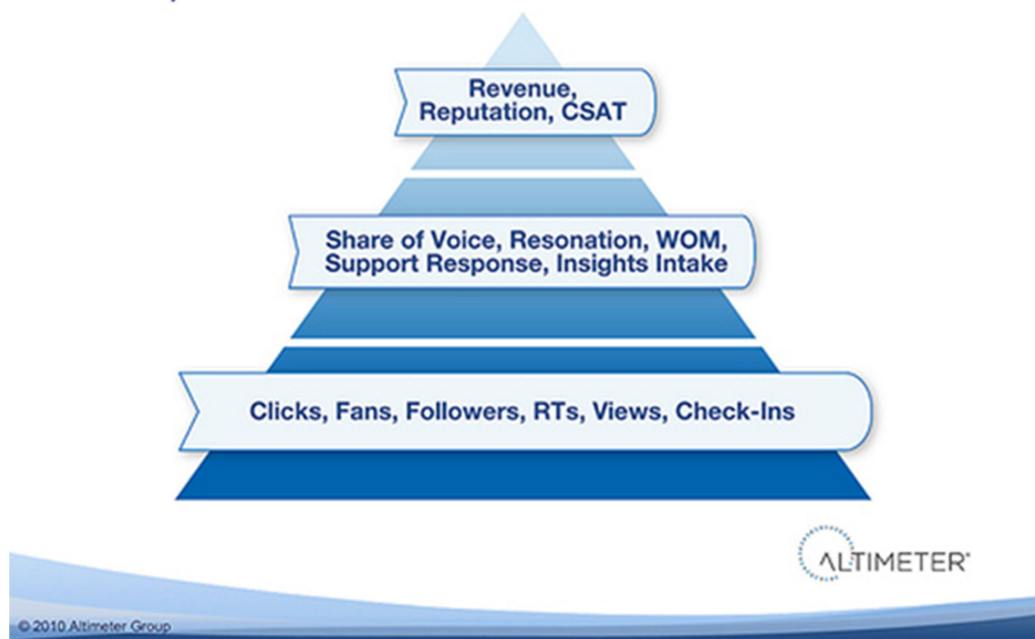 Revenue,
Reputation, CSAT
Share of Voice, Resonation, WOM,
Support Response, Insights Intake
Clicks, Fans, Followers, RTs, Views, Check-Ins
ALTIMETER®
© 2010 Altimeter Group